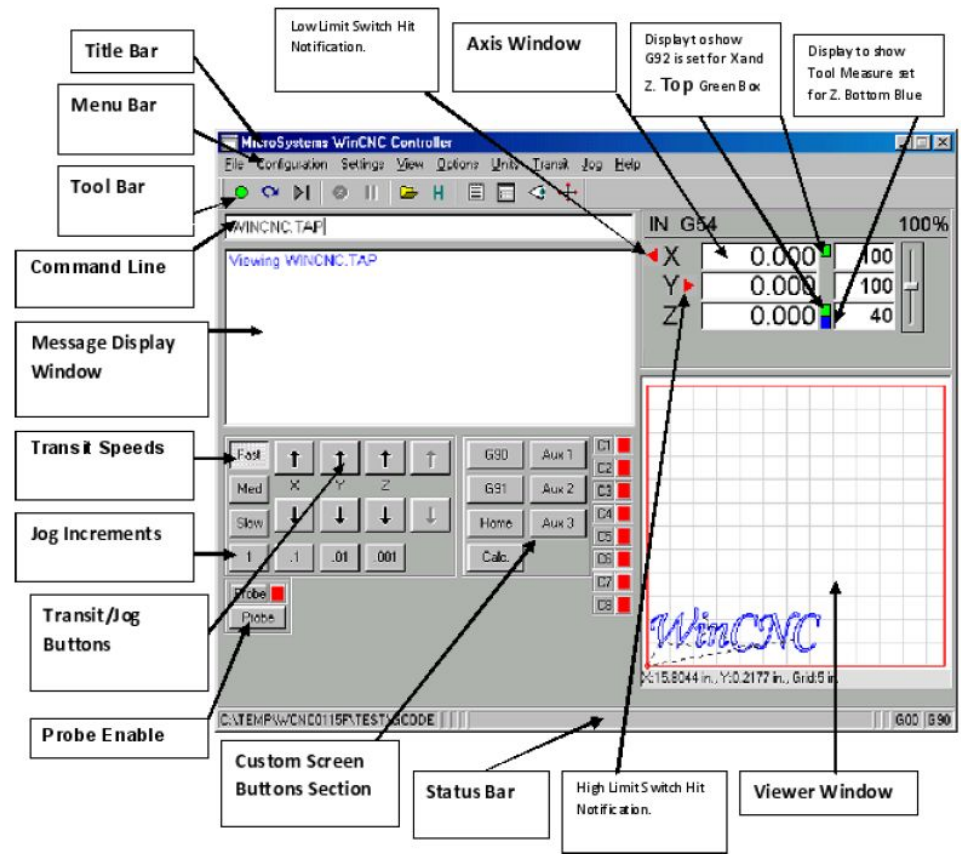 Title Bar
Low Limit Switch Hit
Notification.
Axis Window
Display to show
G92 is set for X and
Z. Top Green Box
Display to show
Tool Measure set
for Z. Bottom Blue
Menu Bar
Tool Bar
Command Line
Message Display
Window
Transit Speeds
Jog Increments
Transit/Jog
Buttons
Probe Enable
MicroSystems WinCNC Controller
File Configuration Settings View Options Units Transit Jog Help
H
WINCNC.TAP
Viewing WINCNC.TAP
IN G54 100%
X 0.000 100
Y 0.000 100
Z 0.000 40
Fast
Med X Y Z
Slow
1 .1 .01 .001
Probe
Probe
G90 Aux 1
G91 Aux 2
Home Aux 3
Calc.
C1
C2
C3
C4
C5
C6
C7
C8
WinCNC
X:15.8044 in., Y:0.2177 in., Grid:5 in.
C:\TEMP\WCNC0115F\TEST\GCODE G00 G90
Custom Screen
Buttons Section
Status Bar
High Limit Switch Hit
Notification.
Viewer Window